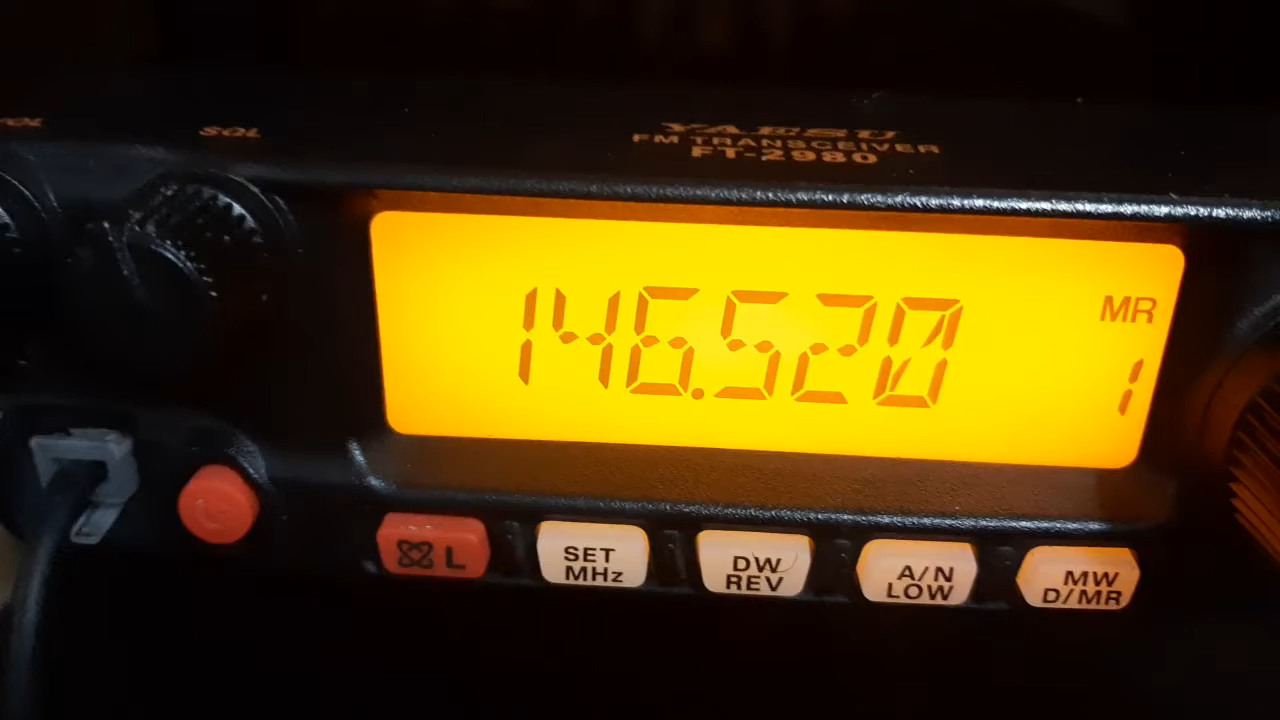 SQL
YAESU
FM TRANSCEIVER
FT-2980
146.520
MR
1
L
SET
MHz
DW
REV
A/N
LOW
MW
D/MR